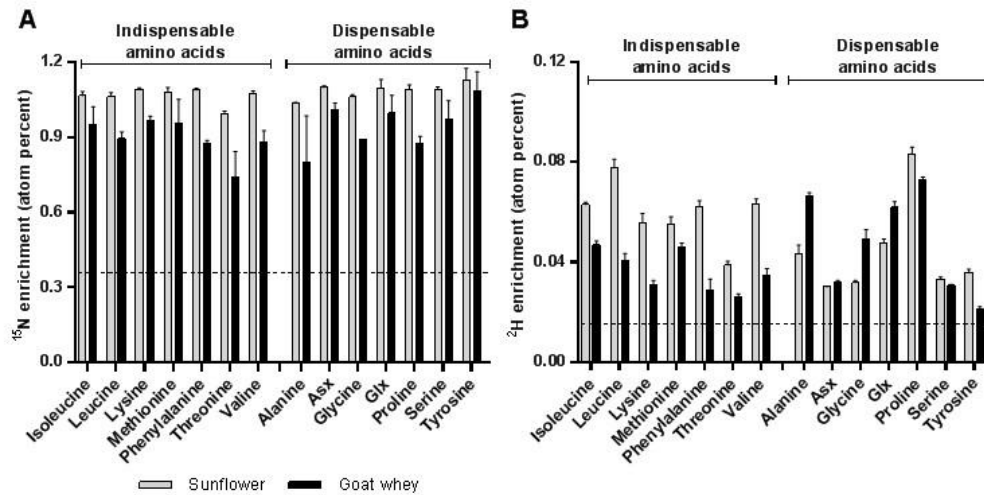 A
Indispensable
amino acids
Dispensable
amino acids
¹⁵N enrichment (atom percent)
1.2
0.9
0.6
0.3
0.0
Isoleucine
Leucine
Lysine
Methionine
Phenylalanine
Threonine
Valine
Alanine
Asx
Glycine
Glx
Proline
Serine
Tyrosine
B
Indispensable
amino acids
Dispensable
amino acids
²H enrichment (atom percent)
0.12
0.08
0.04
0.00
Isoleucine
Leucine
Lysine
Methionine
Phenylalanine
Threonine
Valine
Alanine
Asx
Glycine
Glx
Proline
Serine
Tyrosine
Sunflower
Goat whey